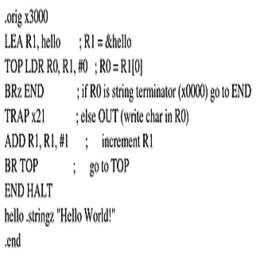 .orig x3000
LEA R1, hello ; R1 = &hello
TOP LDR R0, R1, #0 ; R0 = R1[0]
BRz END ; if R0 is string terminator (x0000) go to END
TRAP x21 ; else OUT (write char in R0)
ADD R1, R1, #1 ; increment R1
BR TOP ; go to TOP
END HALT
hello .stringz "Hello World!"
.end